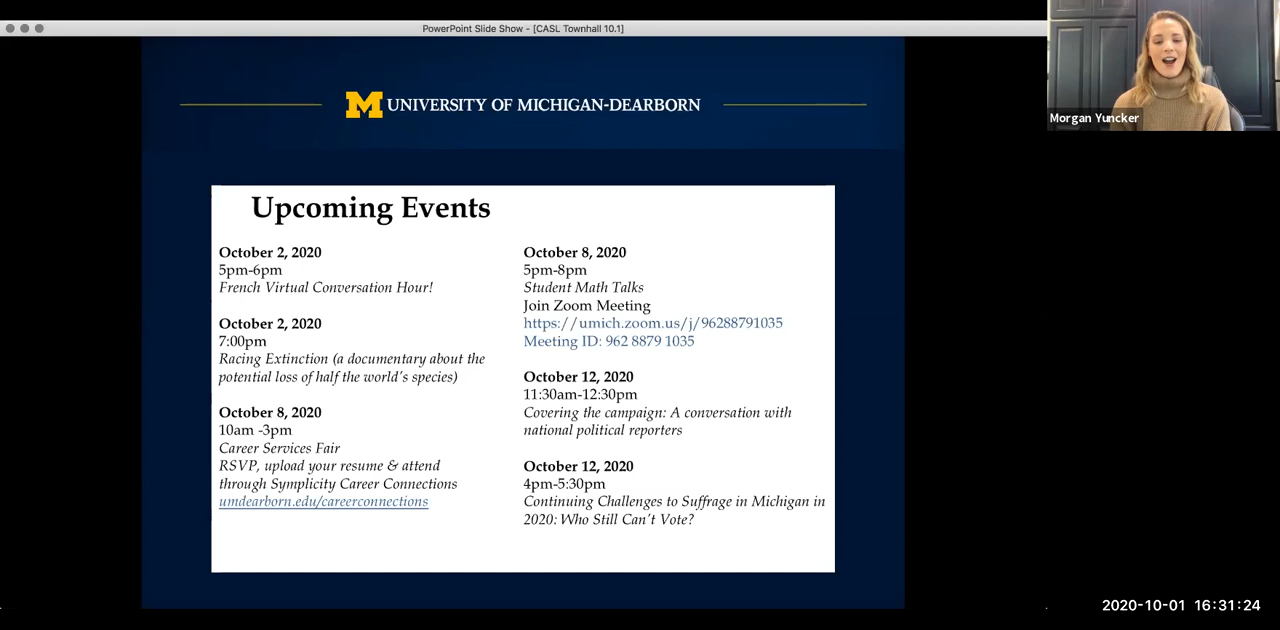 PowerPoint Slide Show - [CASL Townhall 10.1]
M UNIVERSITY OF MICHIGAN-DEARBORN
Morgan Yuncker
Upcoming Events
October 2, 2020
5pm-6pm
French Virtual Conversation Hour!
October 2, 2020
7:00pm
Racing Extinction (a documentary about the
potential loss of half the world's species)
October 8, 2020
10am -3pm
Career Services Fair
RSVP, upload your resume & attend
through Symplicity Career Connections
umdearborn.edu/careerconnections
October 8, 2020
5pm-8pm
Student Math Talks
Join Zoom Meeting
https://umich.zoom.us/j/96288791035
Meeting ID: 962 8879 1035
October 12, 2020
11:30am-12:30pm
Covering the campaign: A conversation with
national political reporters
October 12, 2020
4pm-5:30pm
Continuing Challenges to Suffrage in Michigan in
2020: Who Still Can't Vote?
2020-10-01 16:31:24